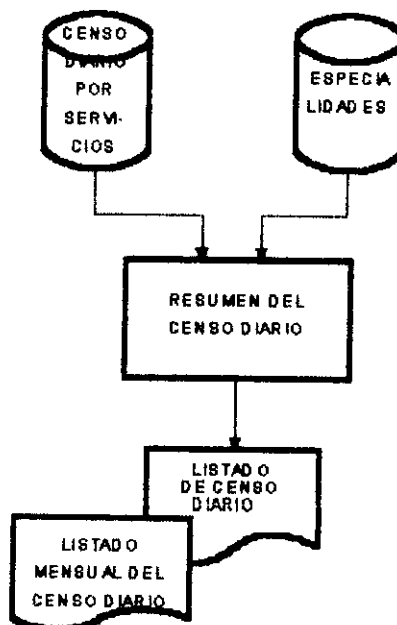 CENSO
DIARIO
POR
SERVI-
CIOS
ESPECIA
LIDADES
RESUMEN DEL
CENSO DIARIO
LISTADO
DE CENSO
DIARIO
LISTADO
MENSUAL DEL
CENSO DIARIO